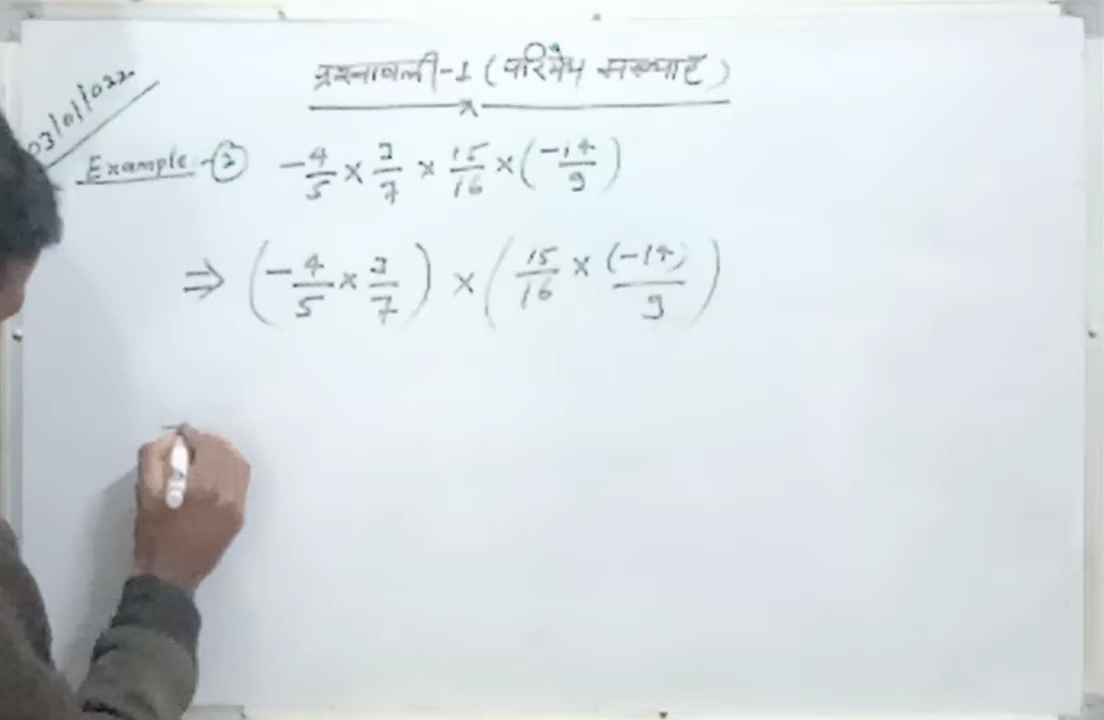 प्रश्नावली-1 (परिमेय संख्याएँ)
03/01/022
Example-② -4/5 × 3/7 × 15/16 × (-14/9)
⇒ (-4/5 × 3/7) × (15/16 × (-14)/9)